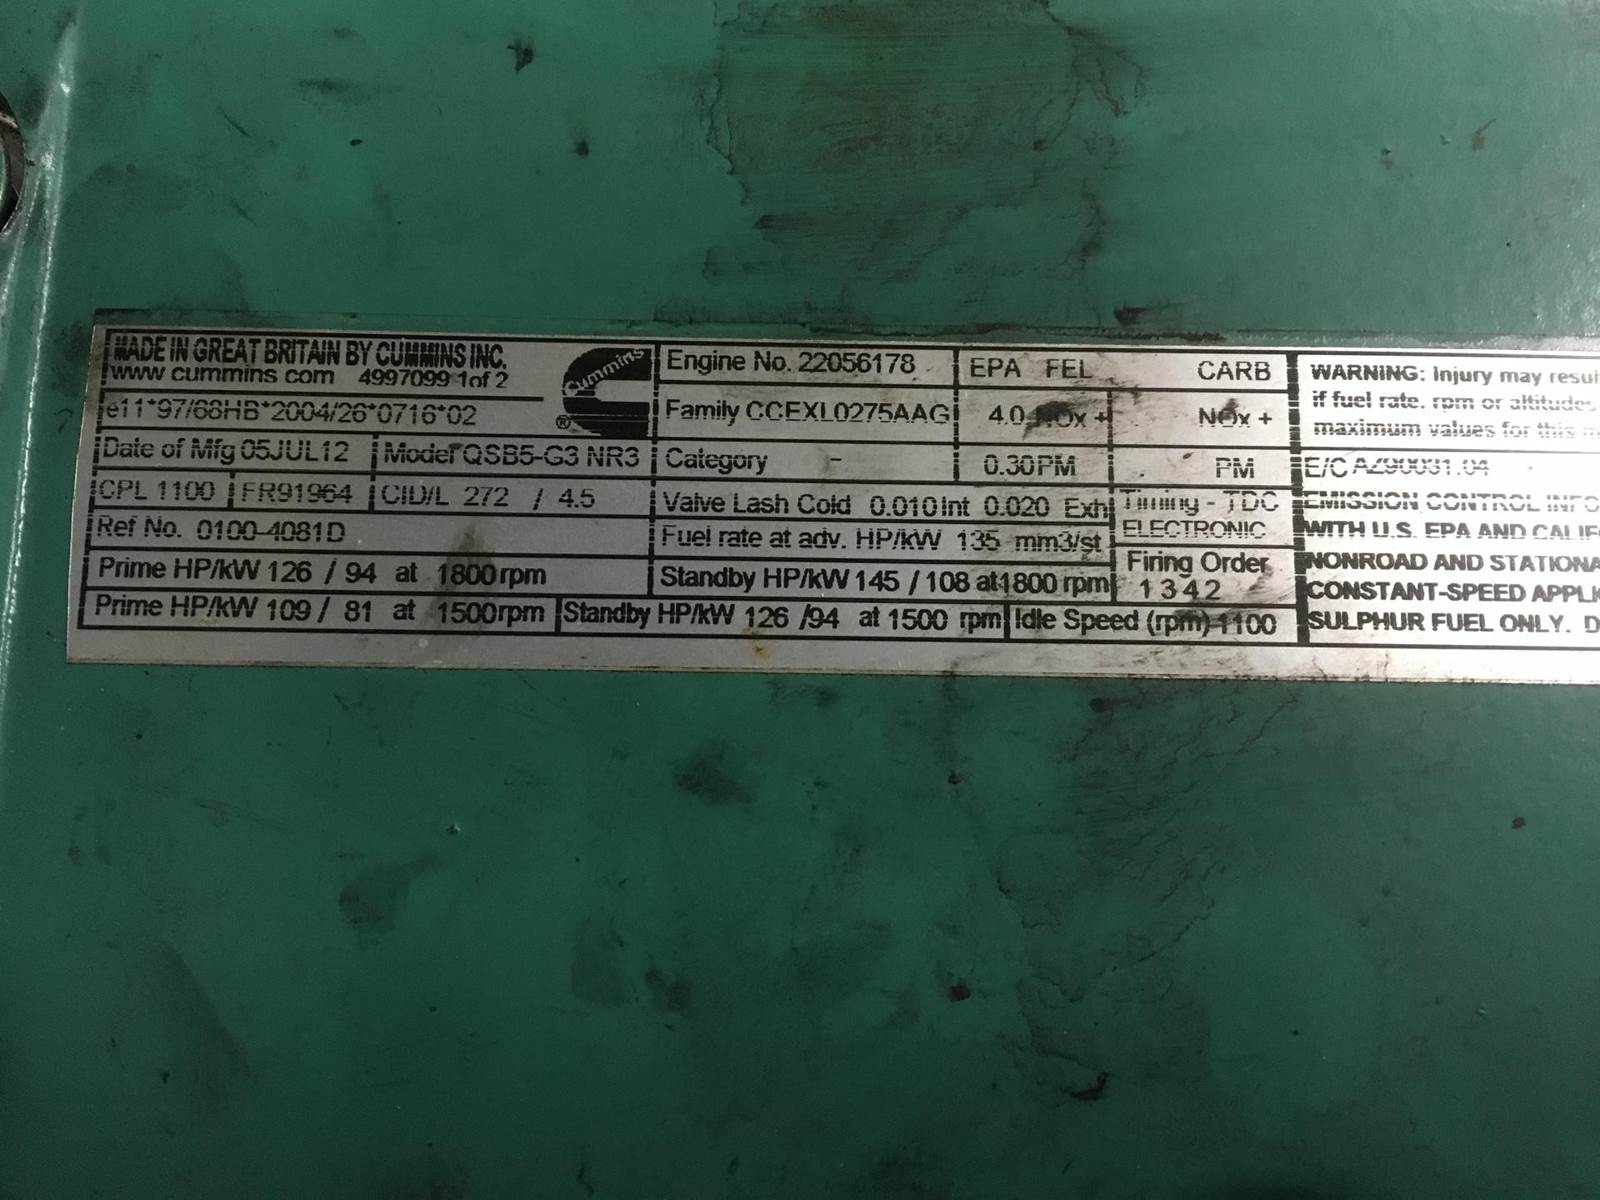 MADE IN GREAT BRITAIN BY CUMMINS INC.
www cummins com 4997099 1of 2
e11*97/68HB*2004/26*0716*02
cummins
®
Date of Mfg 05JUL12 Model QSB5-G3 NR3
CPL 1100 FR91964 CID/L 272 / 4.5
Ref No. 0100-4081D
Prime HP/kW 126 / 94 at 1800 rpm
Prime HP/kW 109 / 81 at 1500rpm
Engine No. 22056178
Family CCEXL0275AAG
Category -
Valve Lash Cold 0.010 Int 0.020 Exh
Fuel rate at adv. HP/kW 135 mm3/st
Standby HP/kW 145 / 108 at 1800 rpm
Standby HP/kW 126 /94 at 1500 rpm
EPA FEL CARB
4.0 NOx + NOx +
0.30PM PM
Timing - TDC
ELECTRONIC
Firing Order
1 3 4 2
Idle Speed (rpm) 1100
WARNING: Injury may resul
if fuel rate. rpm or altitudes
maximum values for this
E/C
EMISSION CONTROL INFO
WITH U.S. EPA AND CALIF
NONROAD AND STATIONA
CONSTANT-SPEED APPLI
SULPHUR FUEL ONLY. D